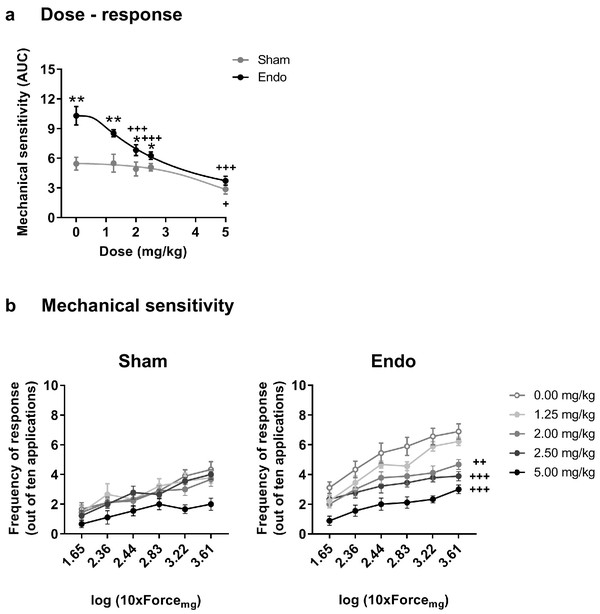 a Dose - response
Sham
Endo
Mechanical sensitivity (AUC)
15
12
9
6
3
0
**
**
+++
*
+++
*
+++
+
0 1 2 3 4 5
Dose (mg/kg)
b Mechanical sensitivity
Sham
Frequency of response
(out of ten applications)
10
8
6
4
2
0
1.65 2.36 2.44 2.83 3.22 3.61
log (10xForcemg)
Endo
Frequency of response
(out of ten applications)
10
8
6
4
2
0
++
+++
+++
1.65 2.36 2.44 2.83 3.22 3.61
log (10xForcemg)
0.00 mg/kg
1.25 mg/kg
2.00 mg/kg
2.50 mg/kg
5.00 mg/kg